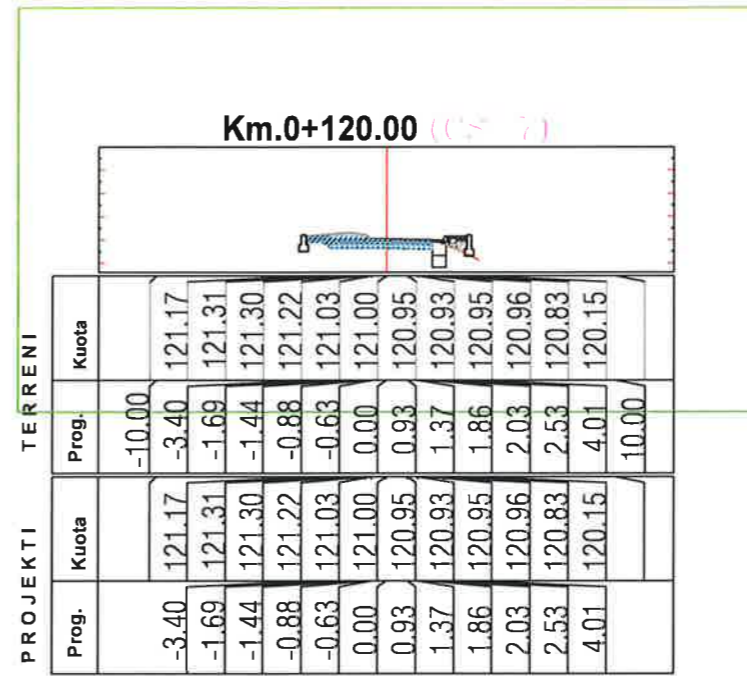 Km.0+120.00
TERRENI
Kuota 121.17 121.31 121.30 121.22 121.03 121.00 120.95 120.93 120.95 120.96 120.83 120.15
Prog. -10.00 -3.40 -1.69 -1.44 -0.88 -0.63 0.00 0.93 1.37 1.86 2.03 2.53 4.01 10.00
PROJEKTI
Kuota 121.17 121.31 121.30 121.22 121.03 121.00 120.95 120.93 120.95 120.96 120.83 120.15
Prog. -3.40 -1.69 -1.44 -0.88 -0.63 0.00 0.93 1.37 1.86 2.03 2.53 4.01